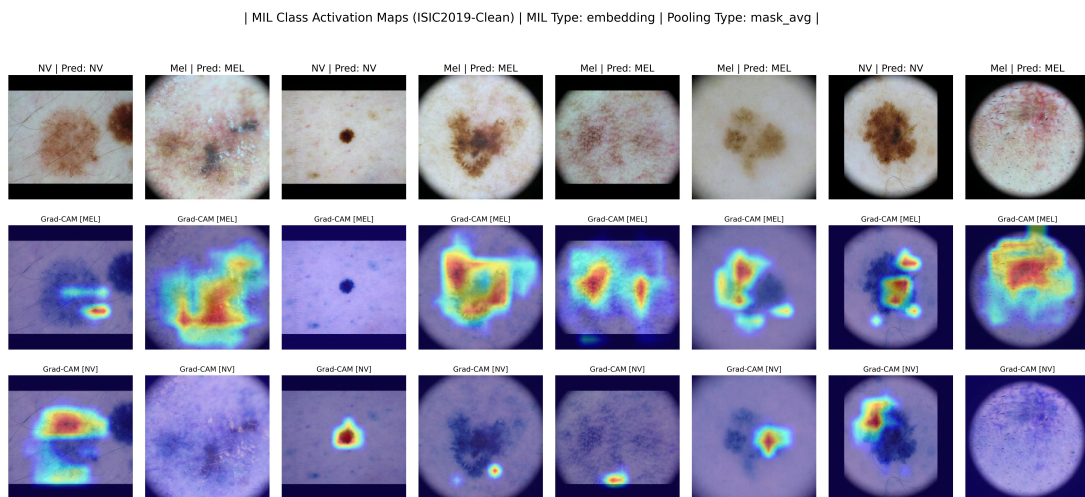 | MIL Class Activation Maps (ISIC2019-Clean) | MIL Type: embedding | Pooling Type: mask_avg |
NV | Pred: NV
Mel | Pred: MEL
NV | Pred: NV
Mel | Pred: MEL
Mel | Pred: MEL
Mel | Pred: MEL
NV | Pred: NV
Mel | Pred: MEL
Grad-CAM [MEL]
Grad-CAM [MEL]
Grad-CAM [MEL]
Grad-CAM [MEL]
Grad-CAM [MEL]
Grad-CAM [MEL]
Grad-CAM [MEL]
Grad-CAM [MEL]
Grad-CAM [NV]
Grad-CAM [NV]
Grad-CAM [NV]
Grad-CAM [NV]
Grad-CAM [NV]
Grad-CAM [NV]
Grad-CAM [NV]
Grad-CAM [NV]